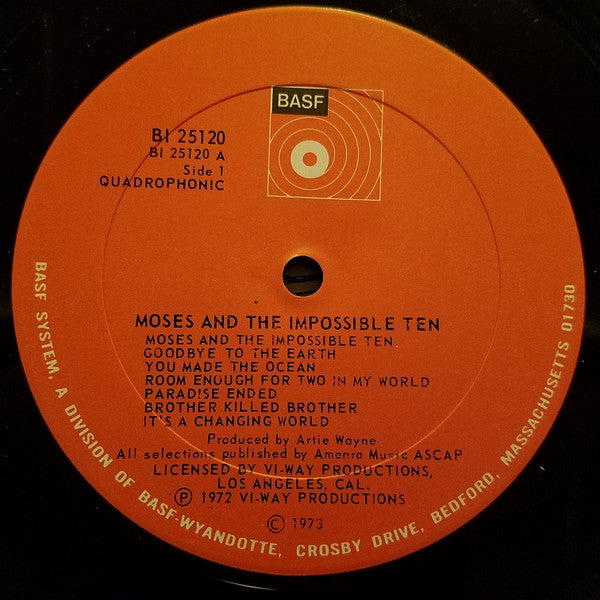 BASF
BI 25120
BI 25120 A
Side 1
QUADROPHONIC
MOSES AND THE IMPOSSIBLE TEN
MOSES AND THE IMPOSSIBLE TEN
GOODBYE TO THE EARTH
YOU MADE THE OCEAN
ROOM ENOUGH FOR TWO IN MY WORLD
PARADISE ENDED
BROTHER KILLED BROTHER
IT'S A CHANGING WORLD
Produced by Artie Wayne
All selections published by Amanra Music ASCAP
LICENSED BY VI-WAY PRODUCTIONS,
LOS ANGELES, CAL.
Ⓟ 1972 VI-WAY PRODUCTIONS
© 1973
BASF SYSTEM, A DIVISION OF BASF-WYANDOTTE, CROSBY DRIVE, BEDFORD, MASSACHUSETTS 01730